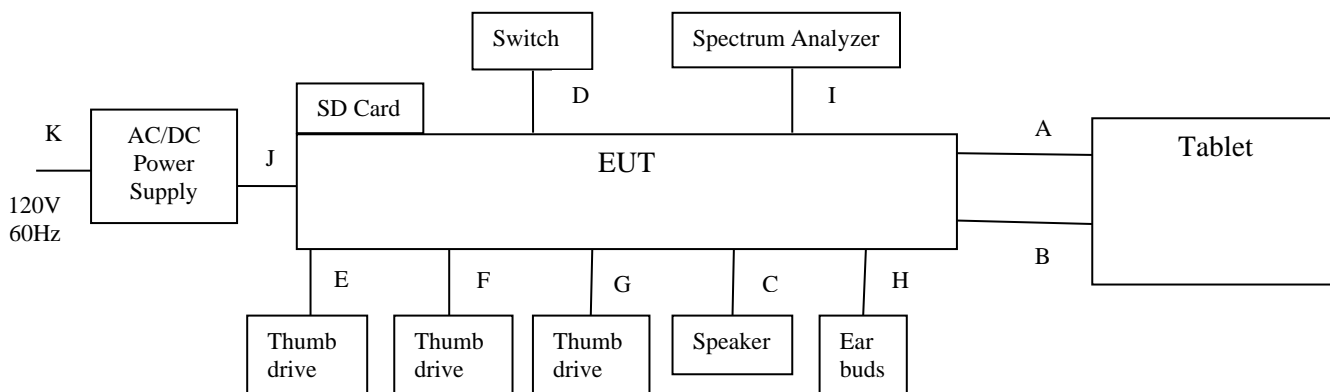 Switch
Spectrum Analyzer
D
I
SD Card
K
AC/DC
Power
Supply
J
EUT
A
Tablet
120V
60Hz
B
E
F
G
C
H
Thumb
drive
Thumb
drive
Thumb
drive
Speaker
Ear
buds